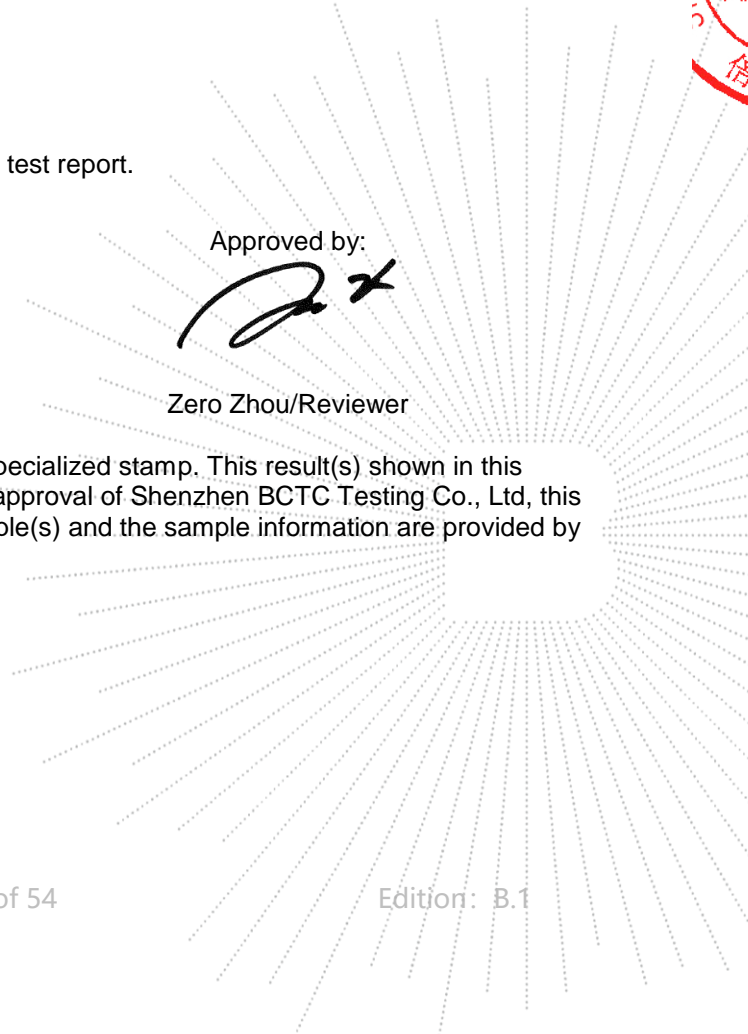 test report.
Approved by:
Zero Zhou/Reviewer
specialized stamp. This result(s) shown in this
approval of Shenzhen BCTC Testing Co., Ltd, this
ple(s) and the sample information are provided by
of 54 Edition: B.1